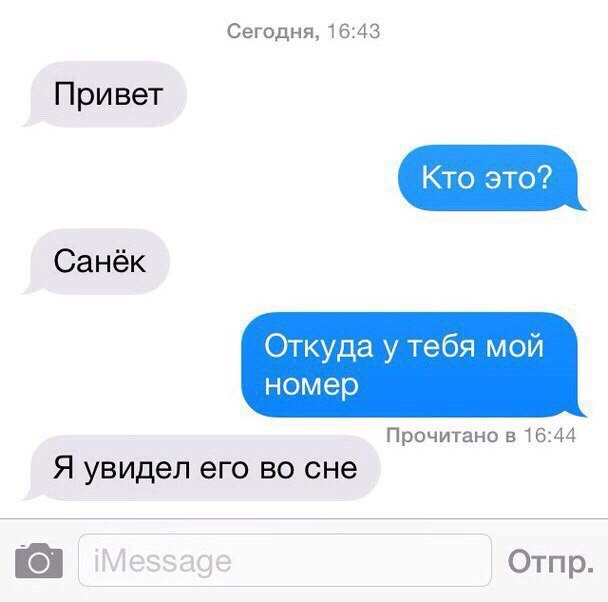 Сегодня, 16:43
Привет
Кто это?
Санёк
Откуда у тебя мой
номер
Прочитано в 16:44
Я увидел его во сне
iMessage
Отпр.